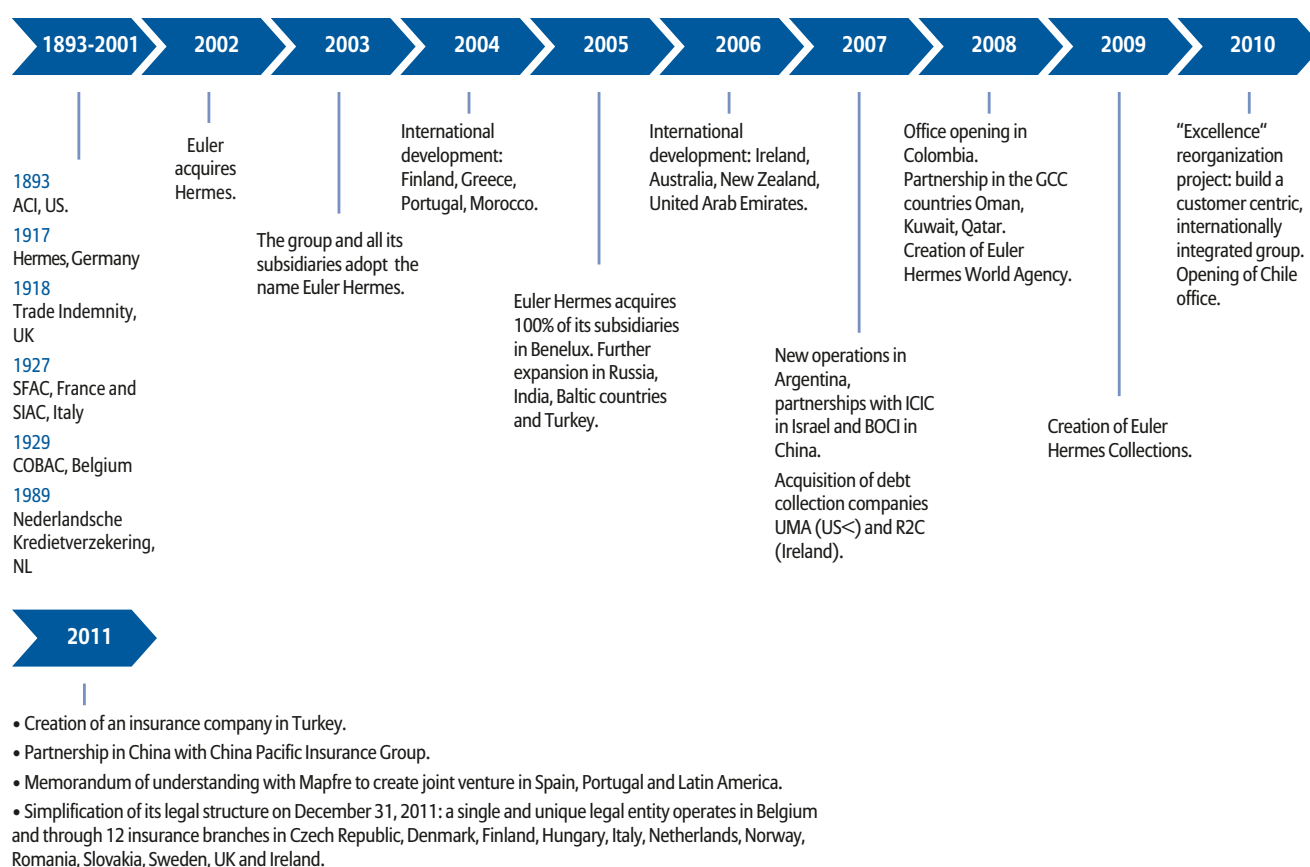 1893-2001
2002
2003
2004
2005
2006
2007
2008
2009
2010
1893
ACI, US.
1917
Hermes, Germany
1918
Trade Indemnity,
UK
1927
SFAC, France and
SIAC, Italy
1929
COBAC, Belgium
1989
Nederlandsche
Kredietverzekering,
NL
Euler
acquires
Hermes.
The group and all its
subsidiaries adopt the
name Euler Hermes.
International
development:
Finland, Greece,
Portugal, Morocco.
Euler Hermes acquires
100% of its subsidiaries
in Benelux. Further
expansion in Russia,
India, Baltic countries
and Turkey.
International
development: Ireland,
Australia, New Zealand,
United Arab Emirates.
New operations in
Argentina,
partnerships with ICIC
in Israel and BOCI in
China.
Acquisition of debt
collection companies
UMA (US<) and R2C
(Ireland).
Office opening in
Colombia.
Partnership in the GCC
countries Oman,
Kuwait, Qatar.
Creation of Euler
Hermes World Agency.
Creation of Euler
Hermes Collections.
“Excellence“
reorganization
project: build a
customer centric,
internationally
integrated group.
Opening of Chile
office.
2011
• Creation of an insurance company in Turkey.
• Partnership in China with China Pacific Insurance Group.
• Memorandum of understanding with Mapfre to create joint venture in Spain, Portugal and Latin America.
• Simplification of its legal structure on December 31, 2011: a single and unique legal entity operates in Belgium
and through 12 insurance branches in Czech Republic, Denmark, Finland, Hungary, Italy, Netherlands, Norway,
Romania, Slovakia, Sweden, UK and Ireland.